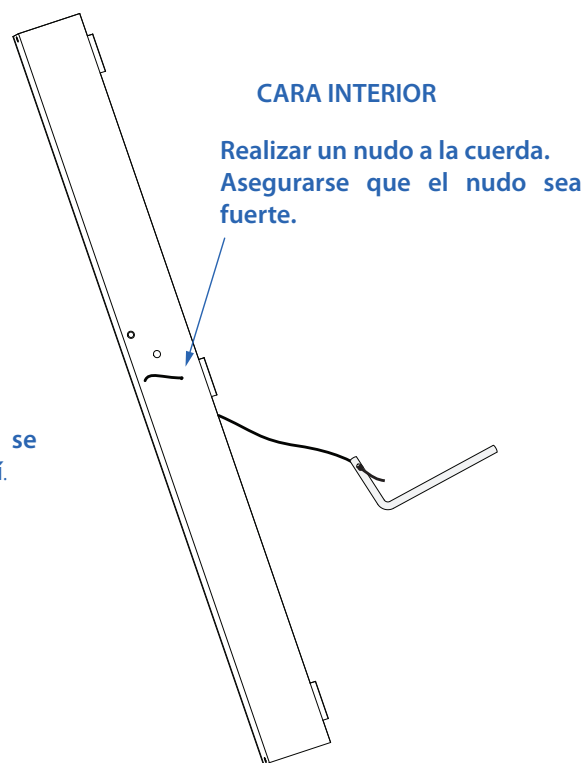 CARA INTERIOR
Realizar un nudo a la cuerda.
Asegurarse que el nudo sea
fuerte.
se
í.